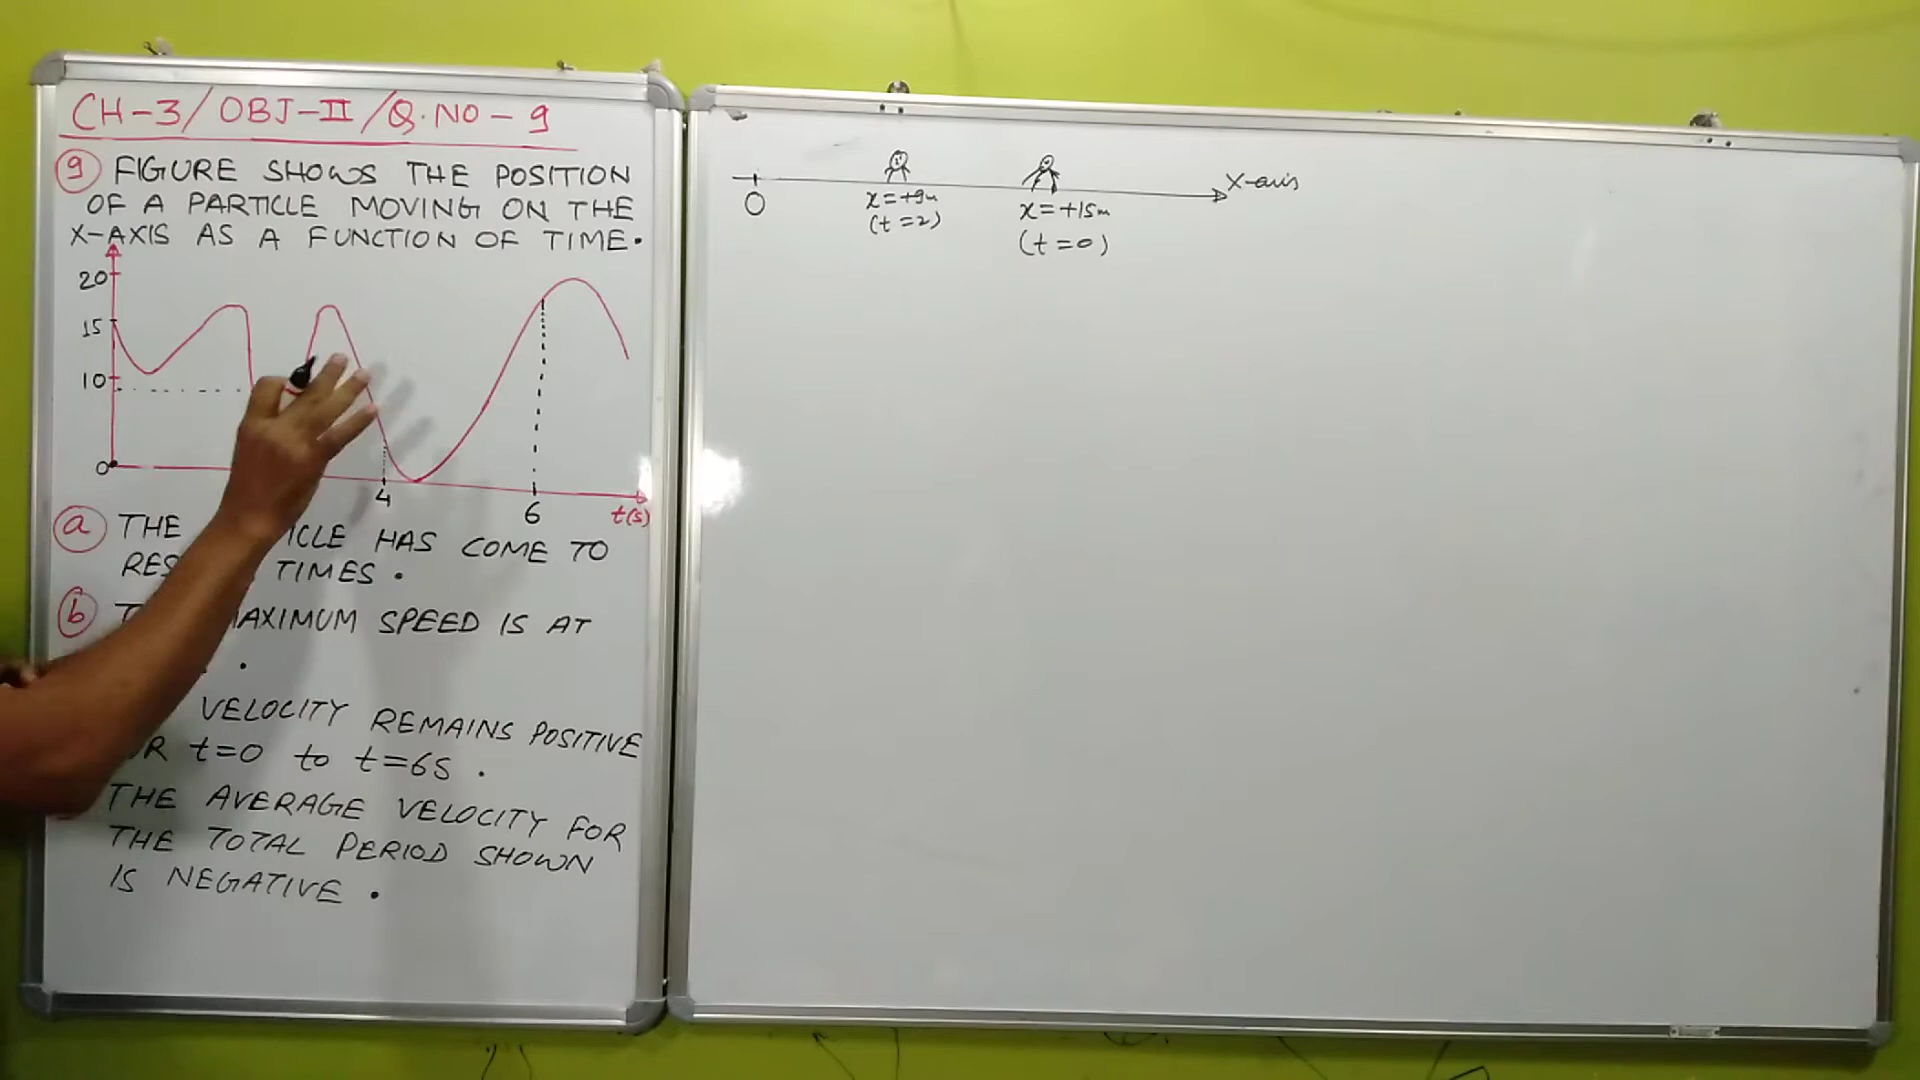 CH-3/OBJ-II/Q.NO-9
9 FIGURE SHOWS THE POSITION
OF A PARTICLE MOVING ON THE
X-AXIS AS A FUNCTION OF TIME.
20
15
10
0
4
6
t(s)
a THE ICLE HAS COME TO
RES TIMES.
b T AXIMUM SPEED IS AT
.
VELOCITY REMAINS POSITIVE
R t=0 to t=6S.
THE AVERAGE VELOCITY FOR
THE TOTAL PERIOD SHOWN
IS NEGATIVE.
0
x=+9m
(t=2)
x=+15m
(t=0)
X-axis